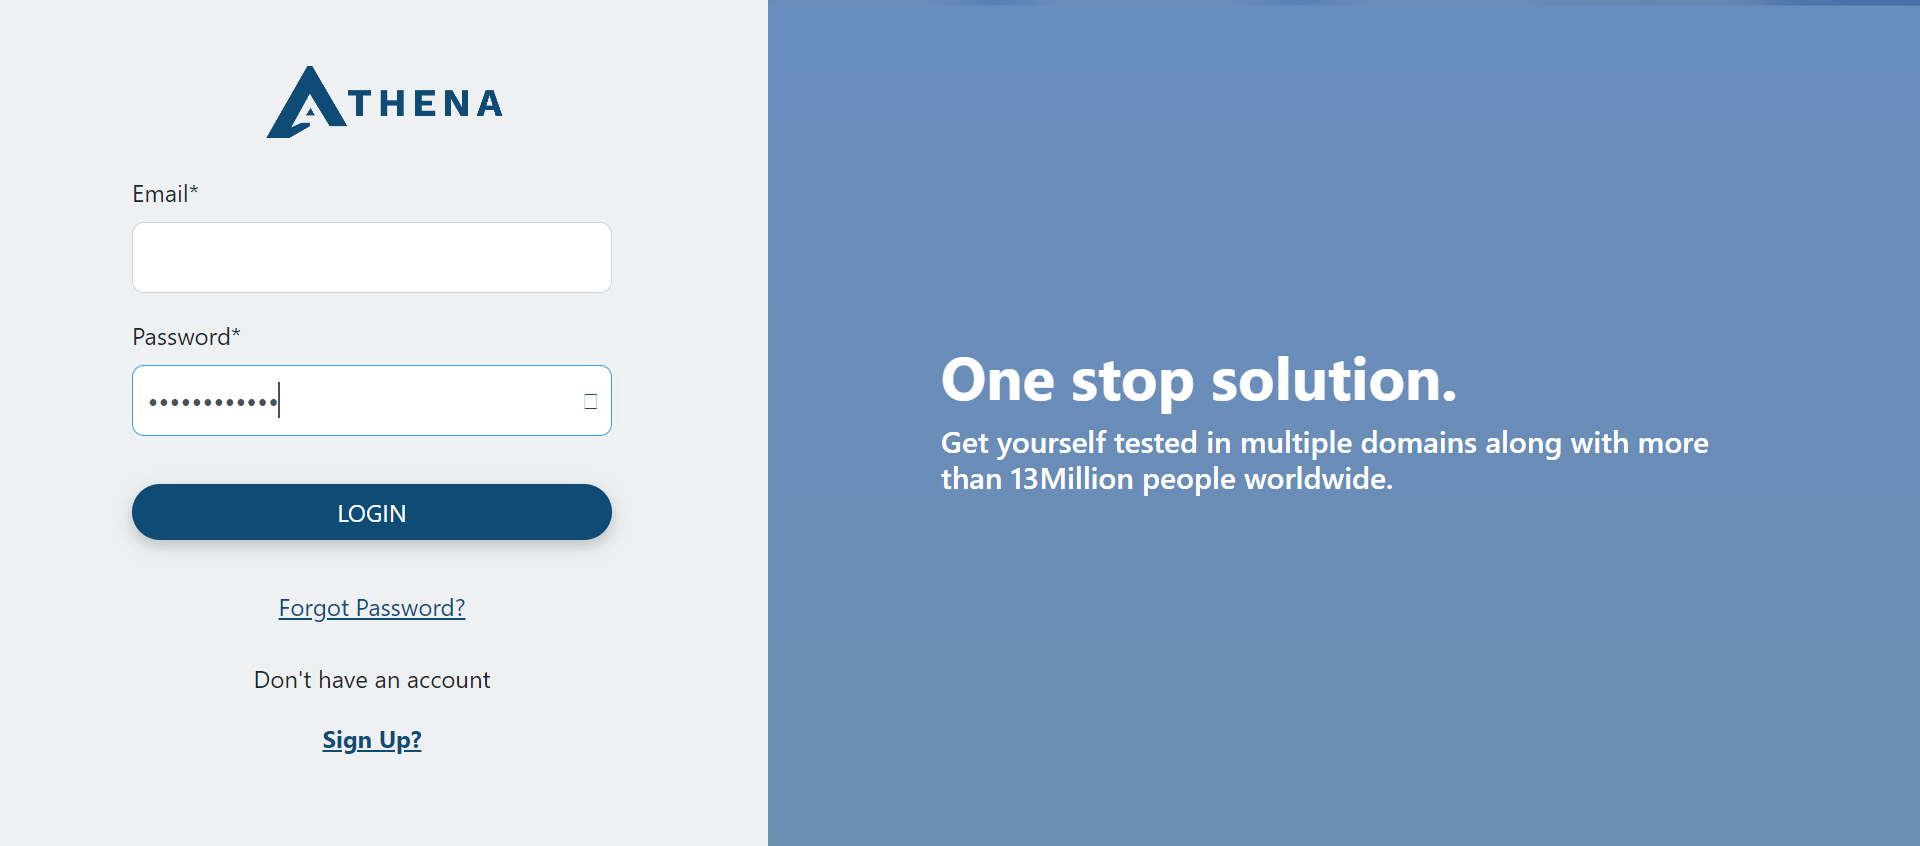 ATHENA
Email*
Password*
••••••••••••
LOGIN
Forgot Password?
Don't have an account
Sign Up?
One stop solution.
Get yourself tested in multiple domains along with more
than 13Million people worldwide.